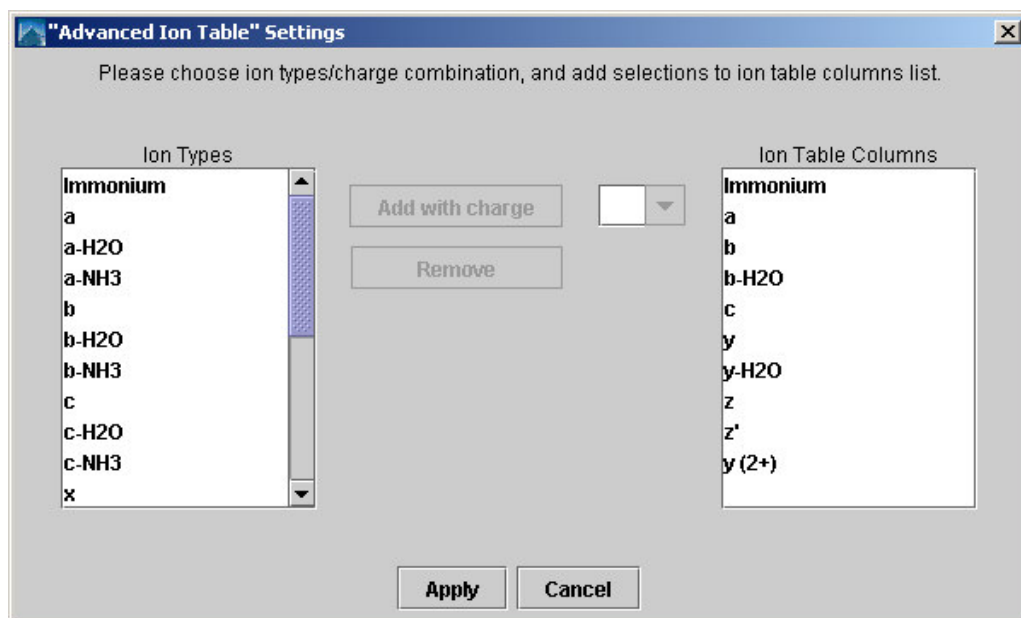 "Advanced Ion Table" Settings
Please choose ion types/charge combination, and add selections to ion table columns list.
Ion Types
Immonium
a
a-H2O
a-NH3
b
b-H2O
b-NH3
c
c-H2O
c-NH3
x
Add with charge
Remove
Ion Table Columns
Immonium
a
b
b-H2O
c
y
y-H2O
z
z'
y (2+)
Apply
Cancel